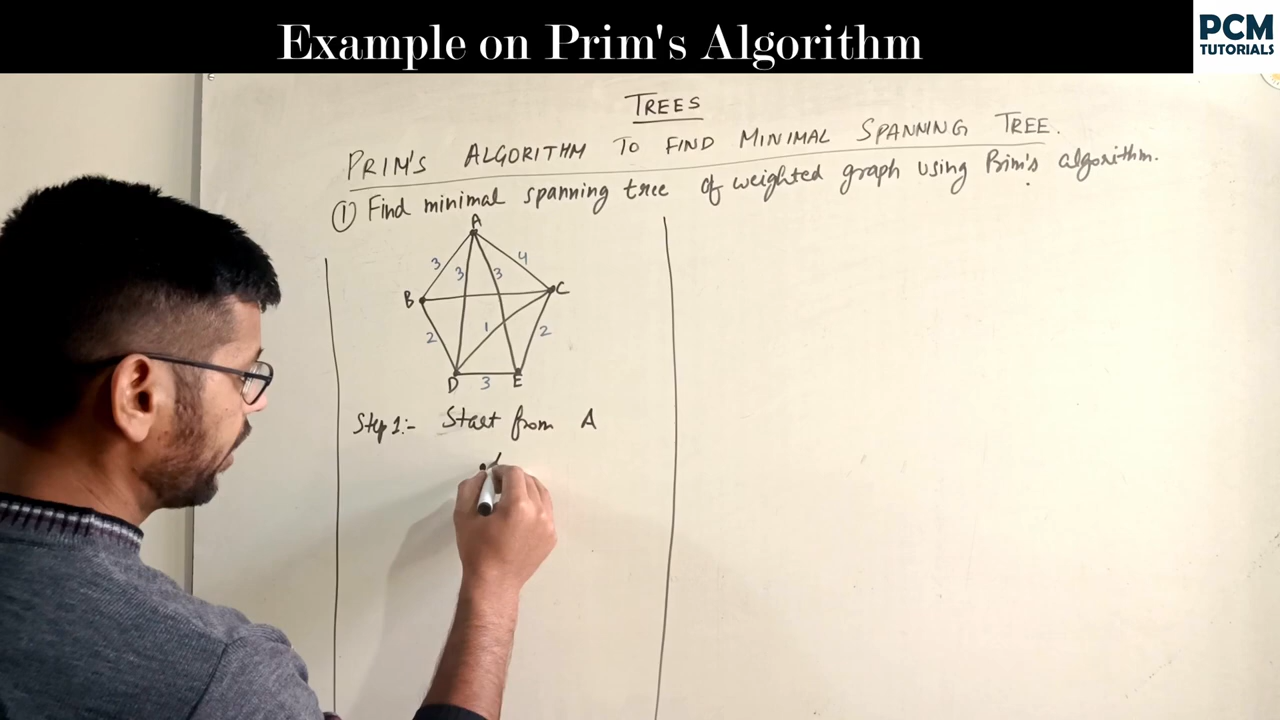 Example on Prim's Algorithm
PCM
TUTORIALS
TREES
PRIM'S ALGORITHM TO FIND MINIMAL SPANNING TREE.
① Find minimal spanning tree of weighted graph using Prim's algorithm.
A
3 3 3 4
B C
2 1 2
D 3 E
Step 1:- Start from A